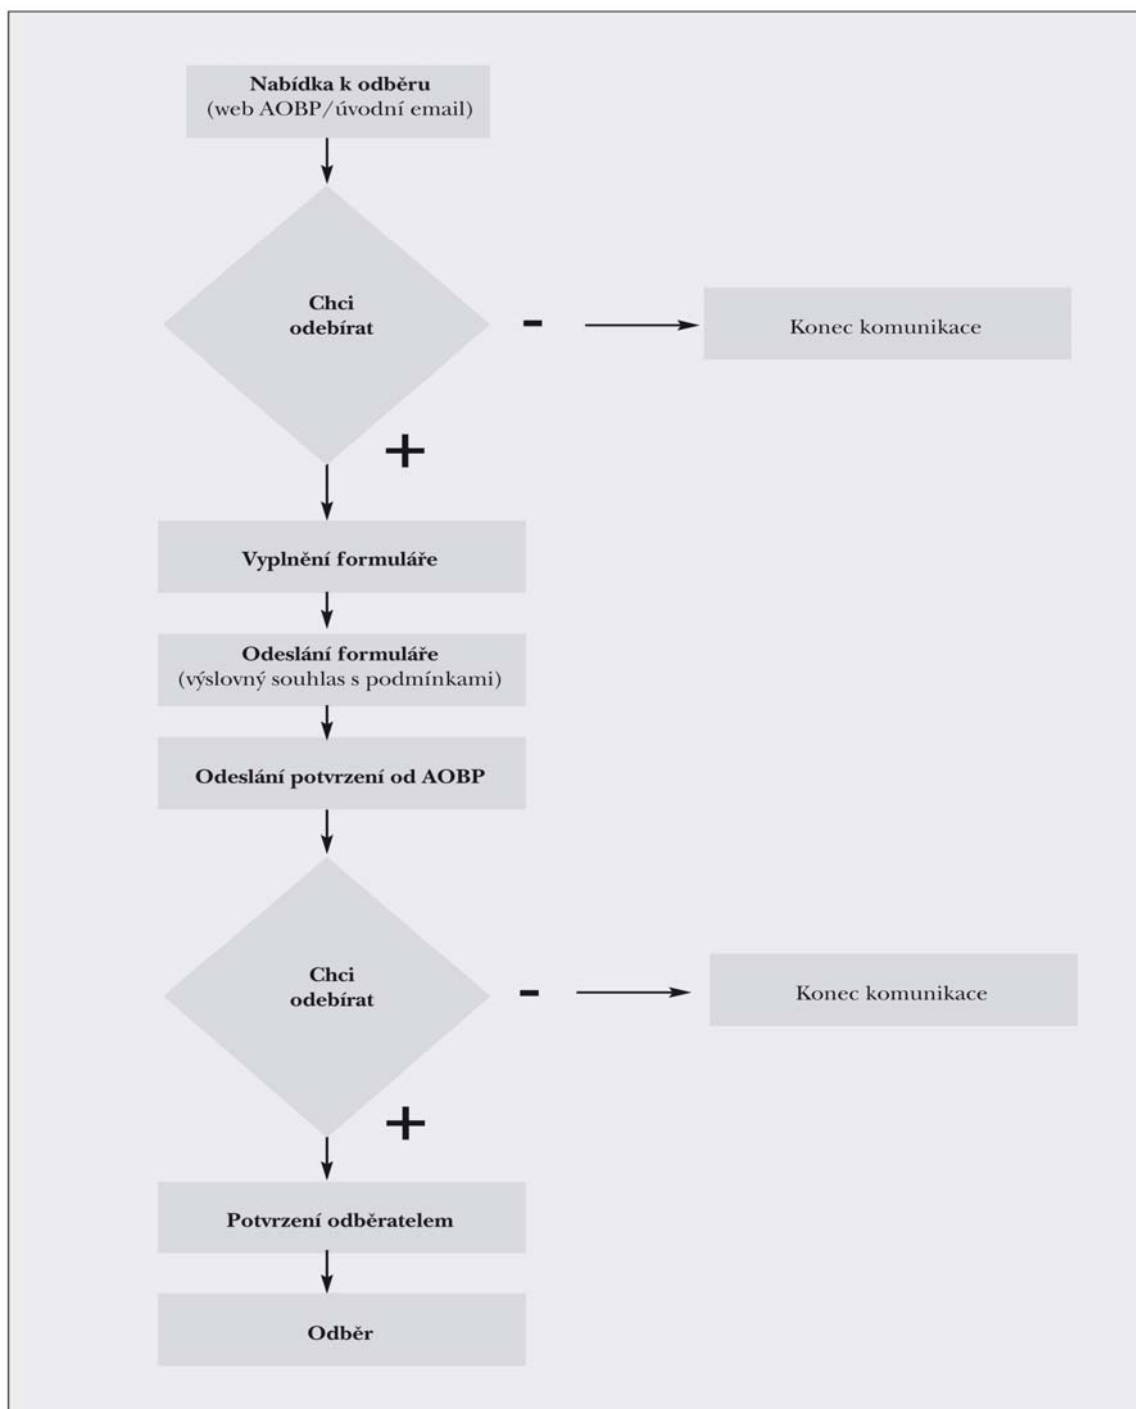 Nabídka k odběru
(web AOBP/úvodní email)
Chci
odebírat
-
Konec komunikace
+
Vyplnění formuláře
Odeslání formuláře
(výslovný souhlas s podmínkami)
Odeslání potvrzení od AOBP
Chci
odebírat
-
Konec komunikace
+
Potvrzení odběratelem
Odběr